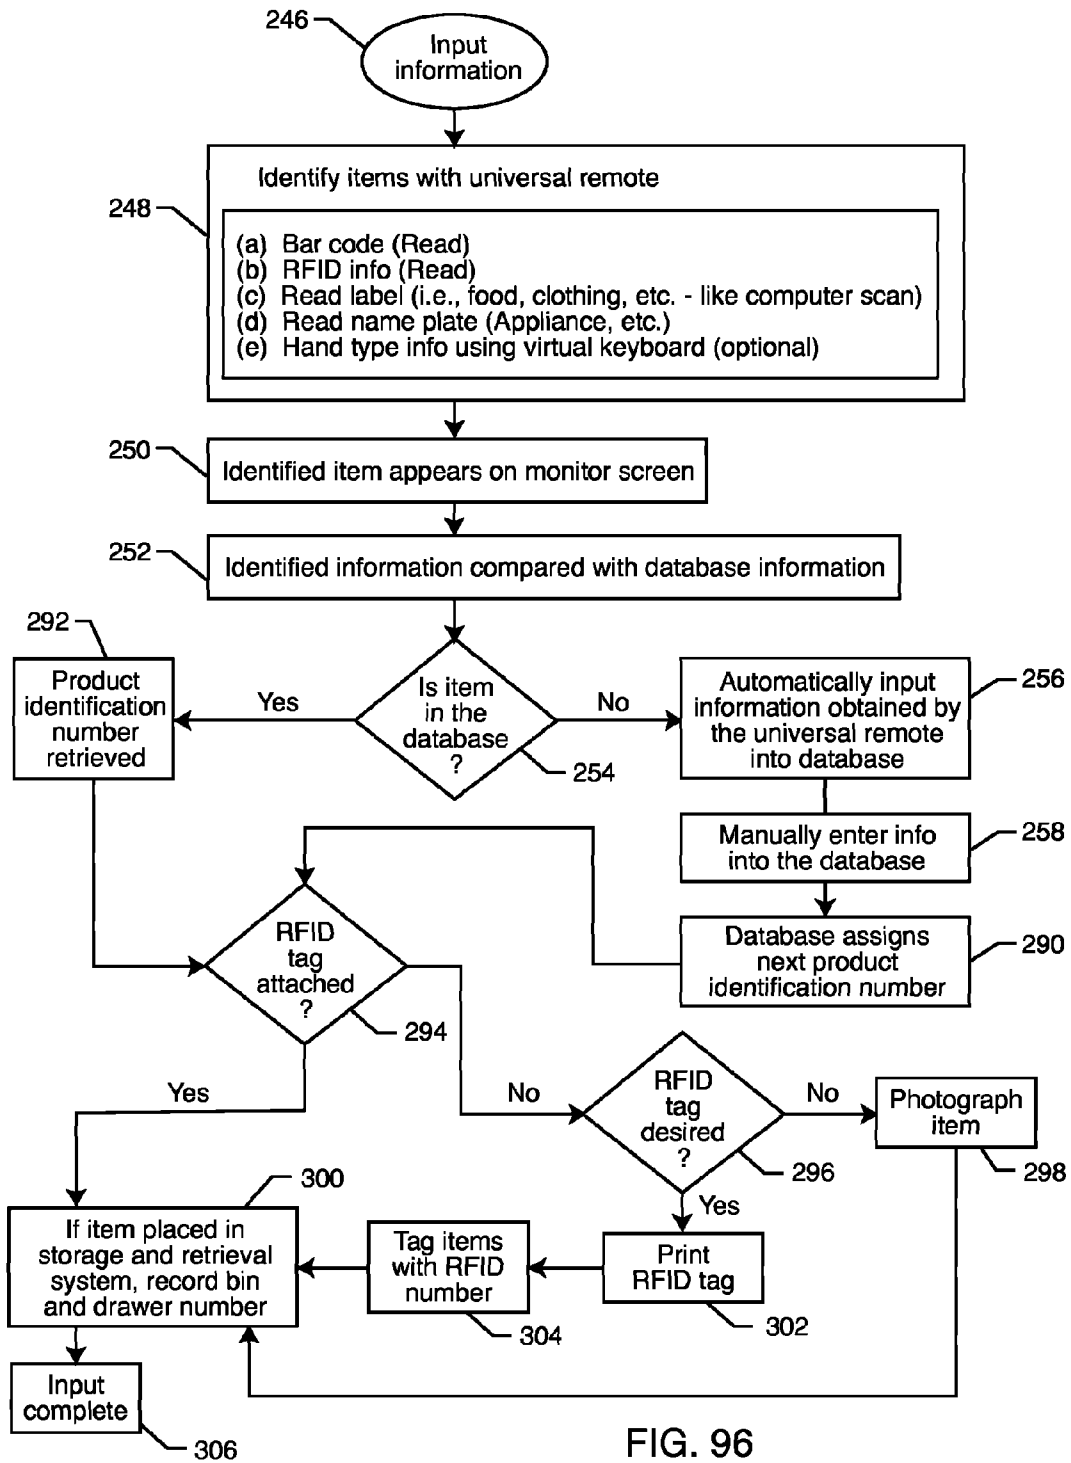 246
Input
information
Identify items with universal remote
248
(a) Bar code (Read)
(b) RFID info (Read)
(c) Read label (i.e., food, clothing, etc. - like computer scan)
(d) Read name plate (Appliance, etc.)
(e) Hand type info using virtual keyboard (optional)
250
Identified item appears on monitor screen
252
Identified information compared with database information
292
Product
identification
number
retrieved
Yes
Is item
in the
database
?
254
No
Automatically input
information obtained by
the universal remote
into database
256
Manually enter info
into the database
258
Database assigns
next product
identification number
290
RFID
tag
attached
?
294
Yes
No
RFID
tag
desired
?
296
No
Photograph
item
298
Yes
300
If item placed in
storage and retrieval
system, record bin
and drawer number
Tag items
with RFID
number
304
Print
RFID tag
302
Input
complete
306
FIG. 96